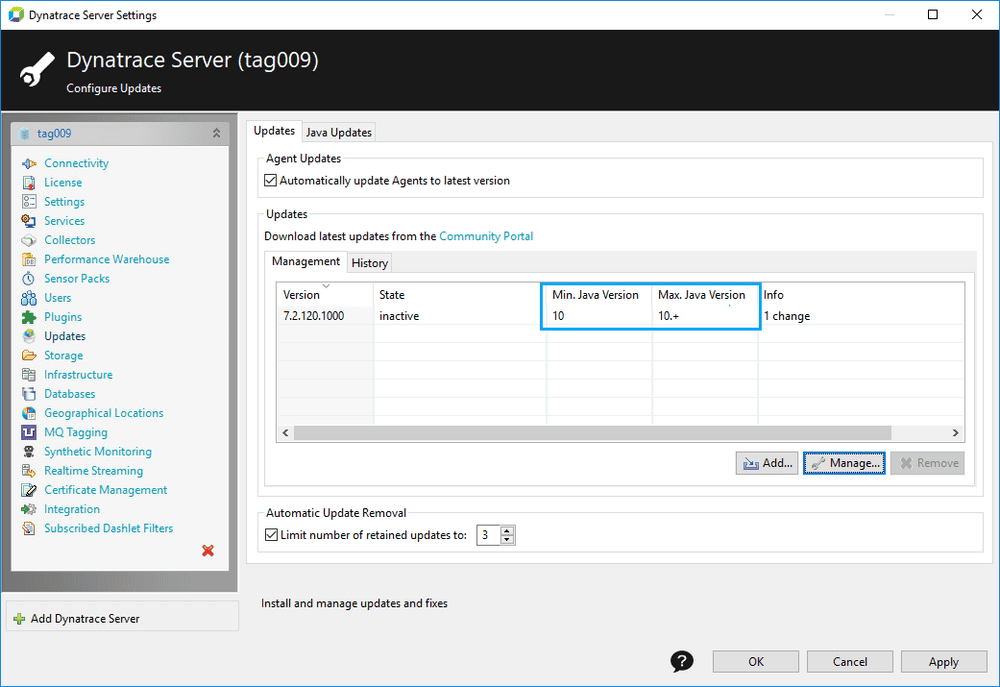 Dynatrace Server Settings
Dynatrace Server (tag009)
Configure Updates
tag009
Connectivity
License
Settings
Services
Collectors
Performance Warehouse
Sensor Packs
Users
Plugins
Updates
Storage
Infrastructure
Databases
Geographical Locations
MQ Tagging
Synthetic Monitoring
Realtime Streaming
Certificate Management
Integration
Subscribed Dashlet Filters
Add Dynatrace Server
Updates Java Updates
Agent Updates
Automatically update Agents to latest version
Updates
Download latest updates from the Community Portal
Management History
Version State Min. Java Version Max. Java Version Info
7.2.120.1000 inactive 10 10.+ 1 change
Add... Manage... Remove
Automatic Update Removal
Limit number of retained updates to: 3
Install and manage updates and fixes
? OK Cancel Apply